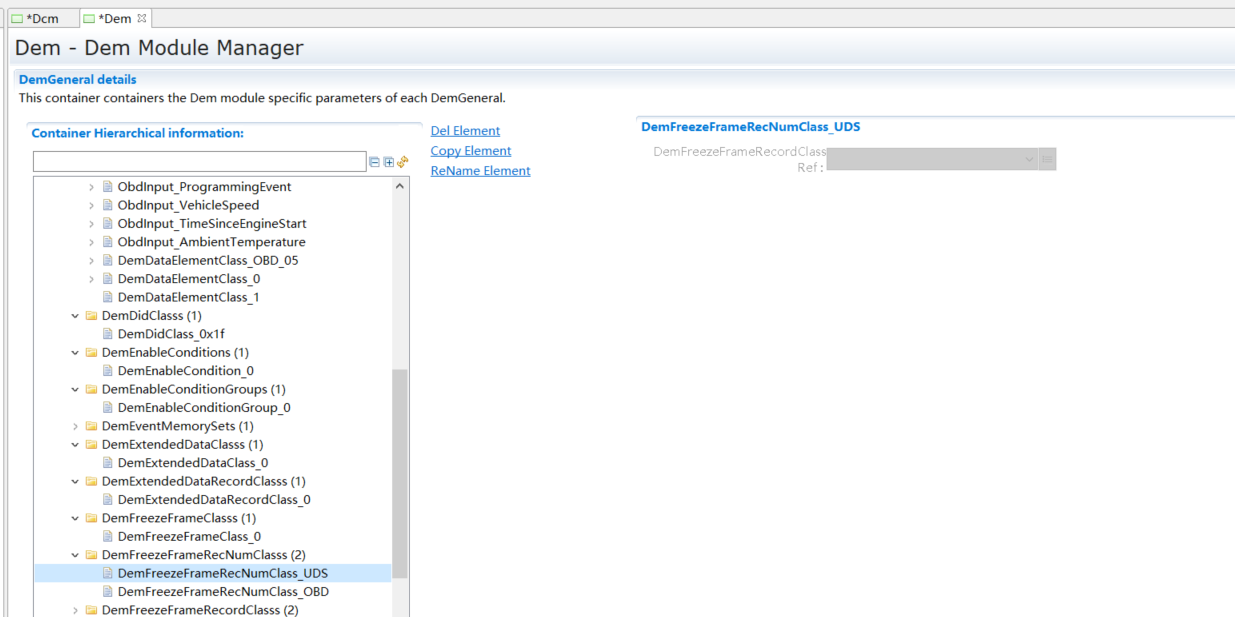 *Dcm
*Dem
Dem - Dem Module Manager
DemGeneral details
This container containers the Dem module specific parameters of each DemGeneral.
Container Hierarchical information:
ObdInput_ProgrammingEvent
ObdInput_VehicleSpeed
ObdInput_TimeSinceEngineStart
ObdInput_AmbientTemperature
DemDataElementClass_OBD_05
DemDataElementClass_0
DemDataElementClass_1
DemDidClasss (1)
DemDidClass_0x1f
DemEnableConditions (1)
DemEnableCondition_0
DemEnableConditionGroups (1)
DemEnableConditionGroup_0
DemEventMemorySets (1)
DemExtendedDataClasss (1)
DemExtendedDataClass_0
DemExtendedDataRecordClasss (1)
DemExtendedDataRecordClass_0
DemFreezeFrameClasss (1)
DemFreezeFrameClass_0
DemFreezeFrameRecNumClasss (2)
DemFreezeFrameRecNumClass_UDS
DemFreezeFrameRecNumClass_OBD
DemFreezeFrameRecordClasss (2)
Del Element
Copy Element
ReName Element
DemFreezeFrameRecNumClass_UDS
DemFreezeFrameRecordClass
Ref :